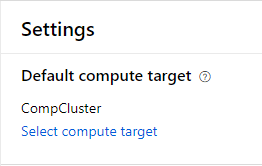 Settings
Default compute target
CompCluster
Select compute target